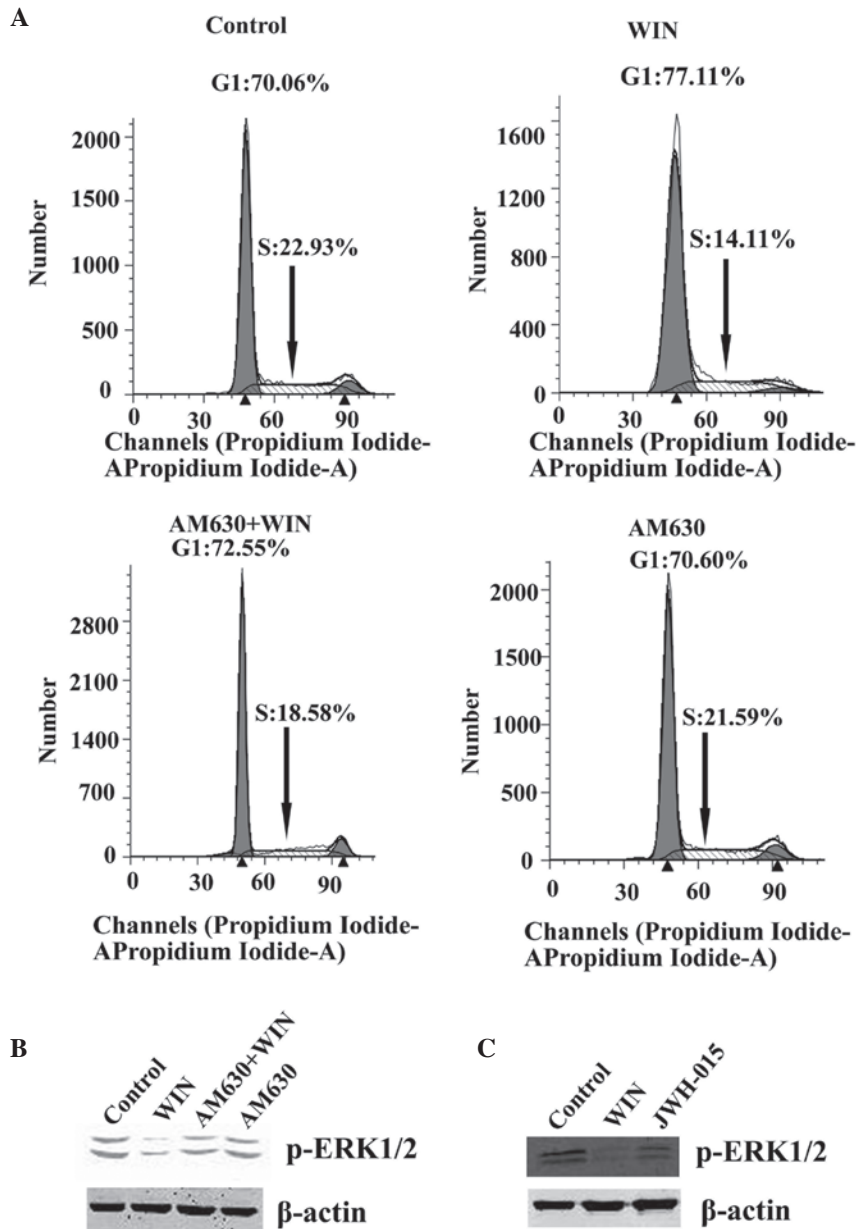 A
Control
G1:70.06%
2000
1500
1000
500
0
Number
S:22.93%
0 30 60 90
Channels (Propidium Iodide-
APropidium Iodide-A)
WIN
G1:77.11%
1600
1200
800
400
0
Number
S:14.11%
0 30 60 90
Channels (Propidium Iodide-
APropidium Iodide-A)
AM630+WIN
G1:72.55%
2800
2100
1400
700
0
Number
S:18.58%
0 30 60 90
Channels (Propidium Iodide-
APropidium Iodide-A)
AM630
G1:70.60%
2000
1500
1000
500
0
Number
S:21.59%
0 30 60 90
Channels (Propidium Iodide-
APropidium Iodide-A)
B
Control WIN AM630+WIN AM630
p-ERK1/2
β-actin
C
Control WIN JWH-015
p-ERK1/2
β-actin